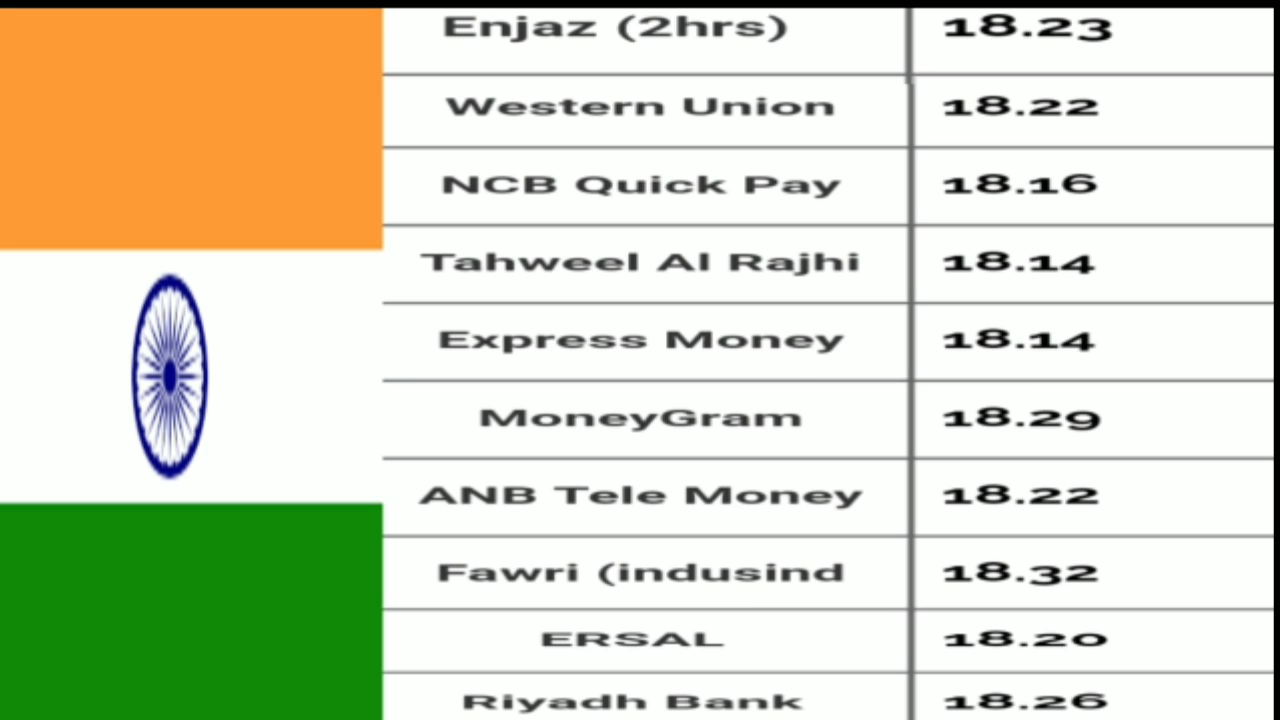 Enjaz (2hrs) 18.23
Western Union 18.22
NCB Quick Pay 18.16
Tahweel Al Rajhi 18.14
Express Money 18.14
MoneyGram 18.29
ANB Tele Money 18.22
Fawri (indusind 18.32
ERSAL 18.20
Riyadh Bank 18.26